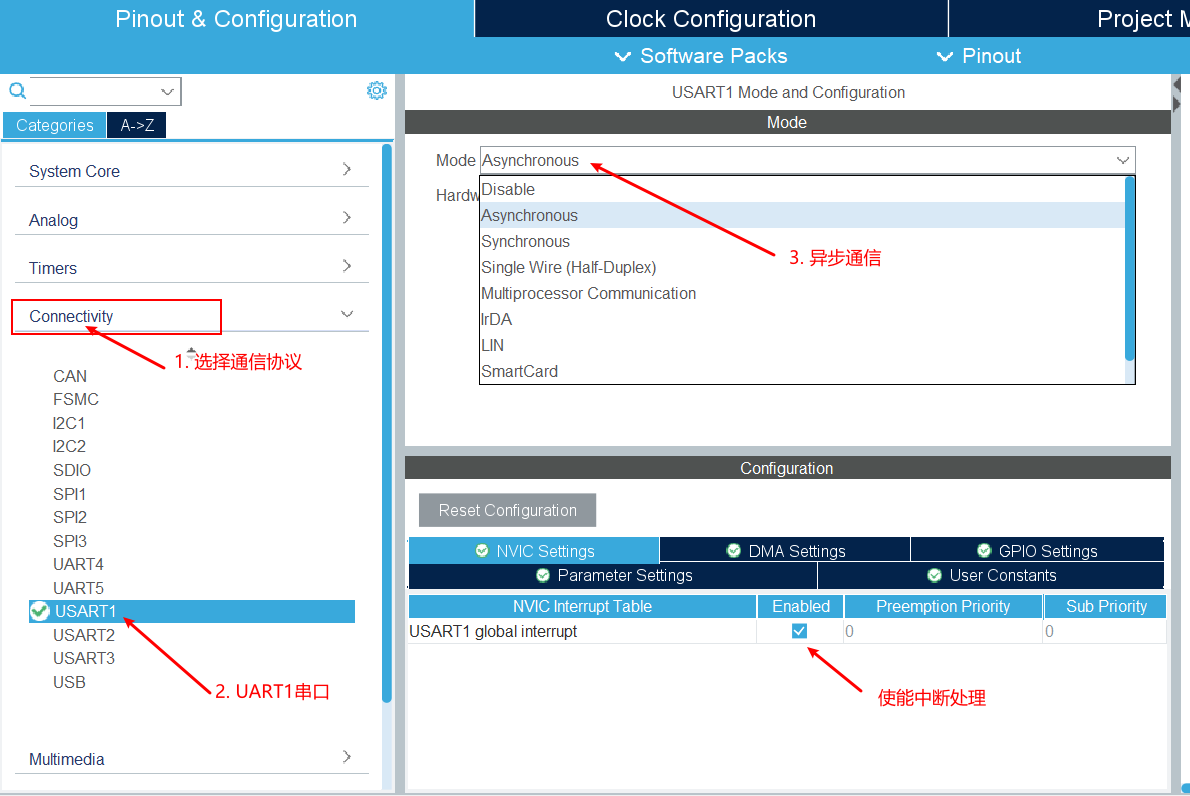 Pinout & Configuration
Clock Configuration
Project M
Software Packs
Pinout
Categories
A->Z
System Core
Analog
Timers
Connectivity
1. 选择通信协议
CAN
FSMC
I2C1
I2C2
SDIO
SPI1
SPI2
SPI3
UART4
UART5
USART1
USART2
USART3
USB
2. UART1串口
Multimedia
USART1 Mode and Configuration
Mode
Mode Asynchronous
Hardw
Disable
Asynchronous
Synchronous
Single Wire (Half-Duplex)
Multiprocessor Communication
IrDA
LIN
SmartCard
3. 异步通信
Configuration
Reset Configuration
NVIC Settings
DMA Settings
GPIO Settings
Parameter Settings
User Constants
NVIC Interrupt Table Enabled Preemption Priority Sub Priority
USART1 global interrupt 0 0
使能中断处理